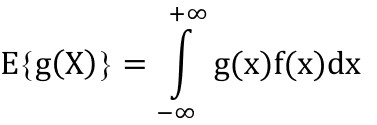 E{g(X)} = ∫_{−∞}^{+∞} g(x)f(x)dx